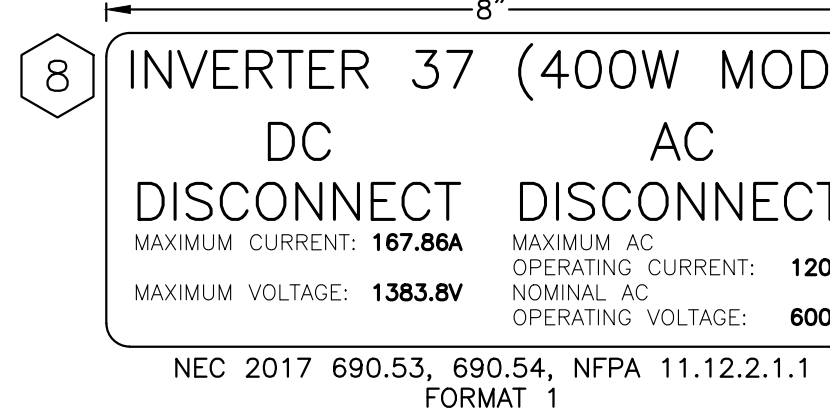 8"
8
INVERTER 37 (400W MOD
DC
DISCONNECT
MAXIMUM CURRENT: 167.86A
MAXIMUM VOLTAGE: 1383.8V
AC
DISCONNECT
MAXIMUM AC
OPERATING CURRENT: 120
NOMINAL AC
OPERATING VOLTAGE: 600
NEC 2017 690.53, 690.54, NFPA 11.12.2.1.1
FORMAT 1